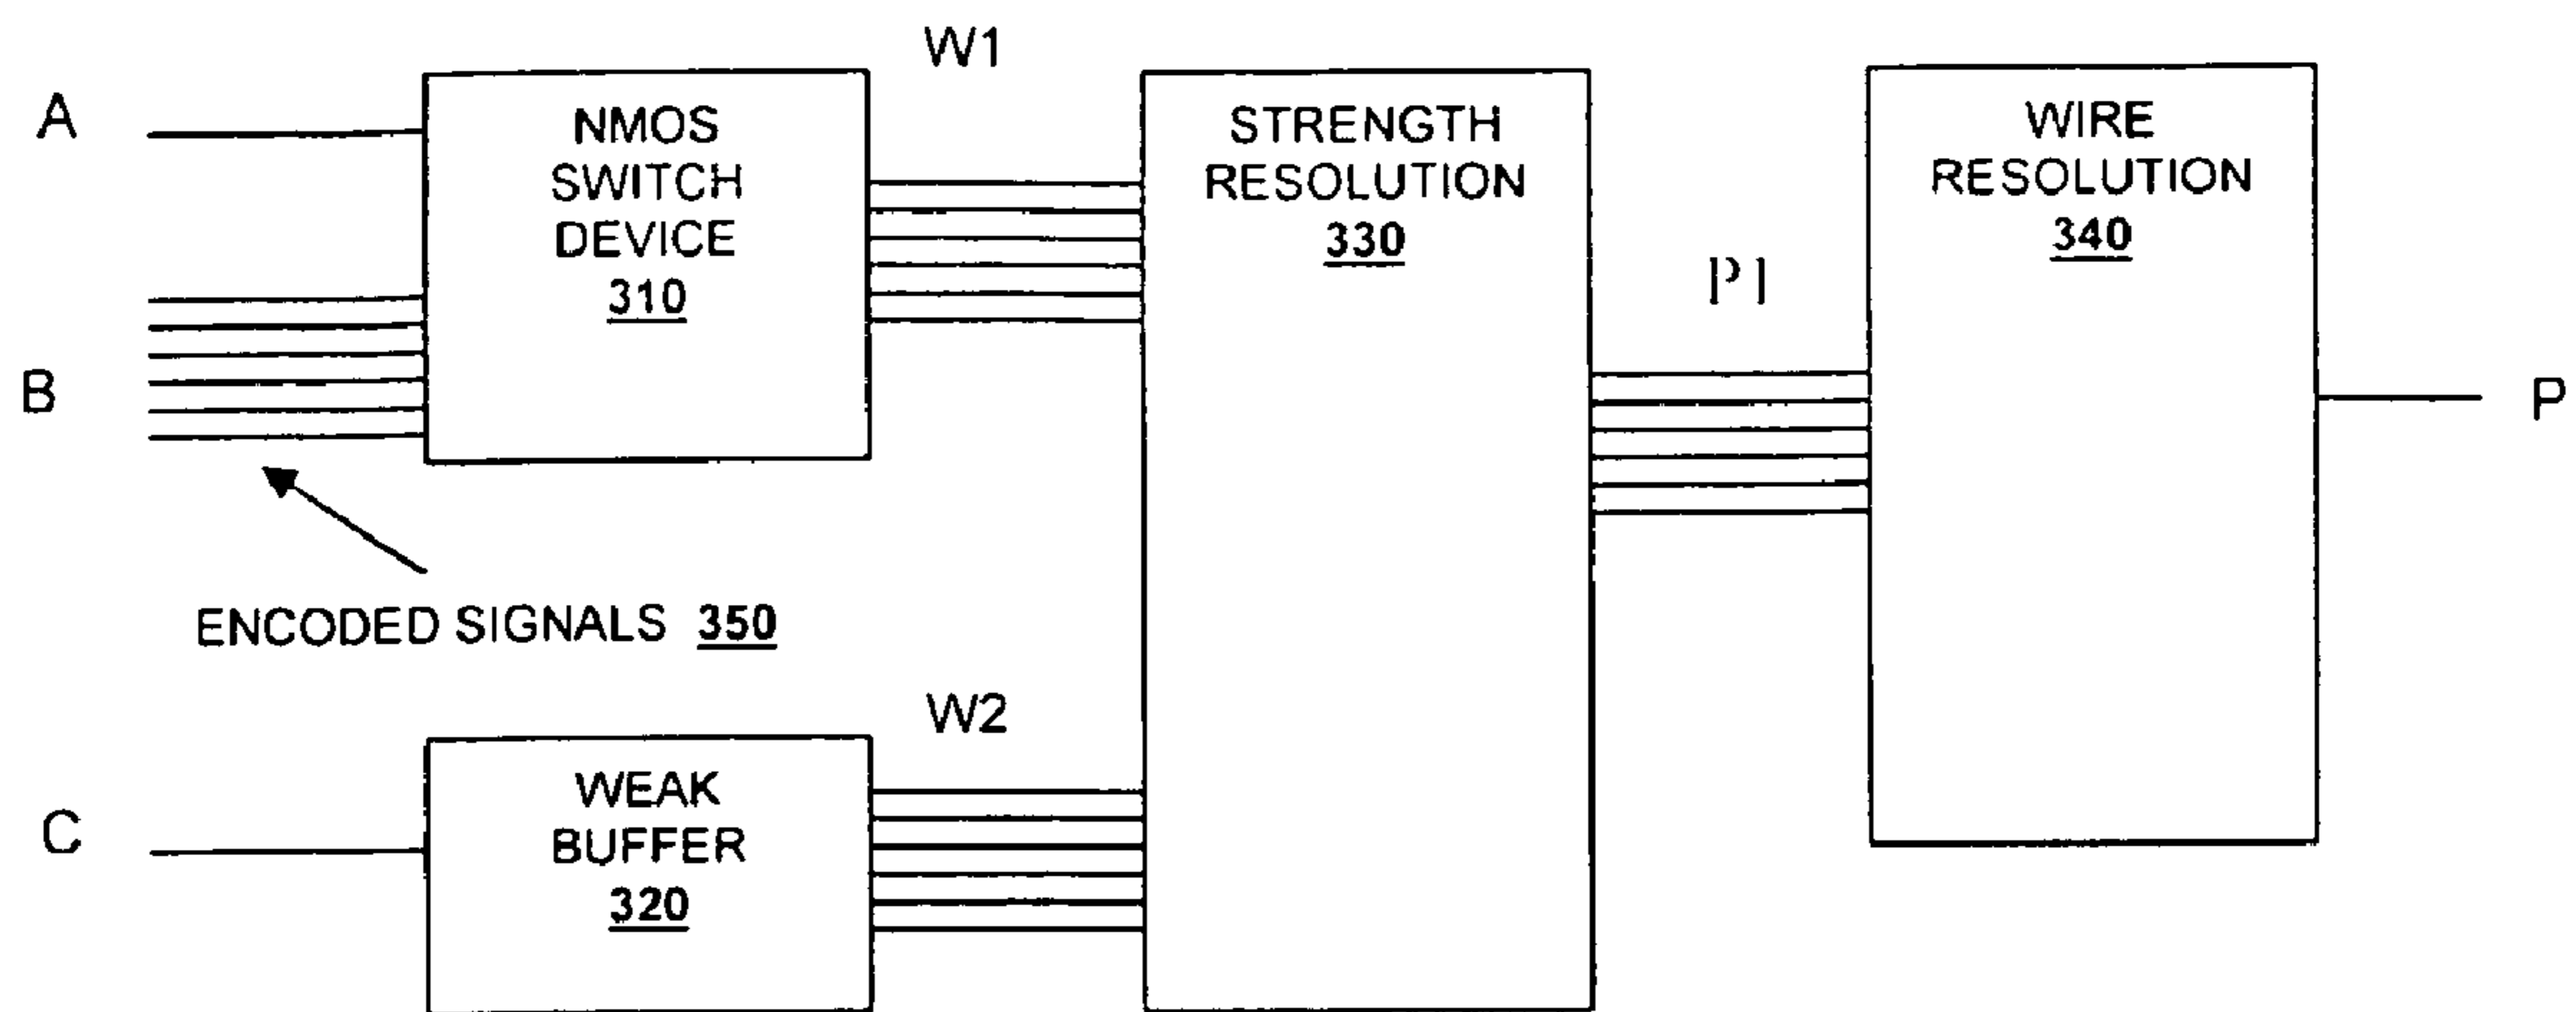 W1
A
NMOS
SWITCH
DEVICE
310
STRENGTH
RESOLUTION
330
WIRE
RESOLUTION
340
P1
B
P
ENCODED SIGNALS 350
W2
C
WEAK
BUFFER
320